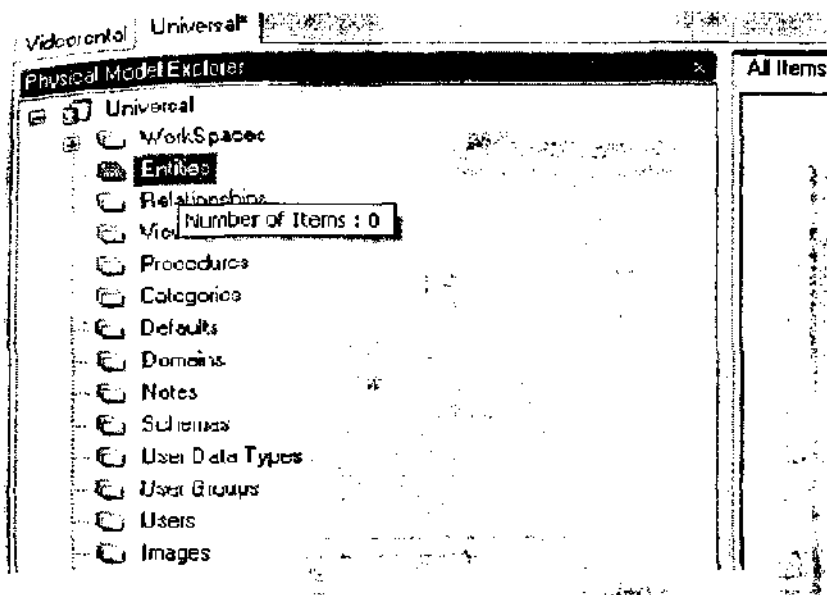 Videorental Universal*
Physical Model Explorer × All Items
Universal
WorkSpaces
Entities
Relationships
Number of Items : 0
Procedures
Categories
Defaults
Domains
Notes
Schemas
User Data Types
User Groups
Users
Images